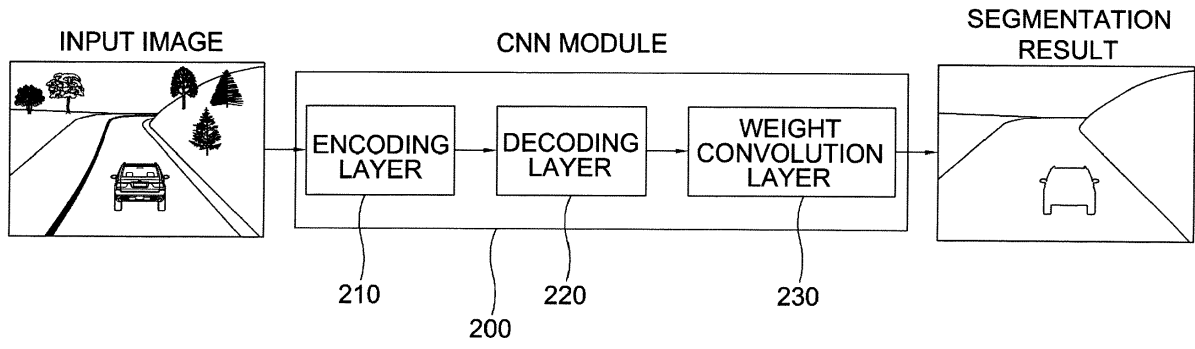 INPUT IMAGE
CNN MODULE
SEGMENTATION
RESULT
ENCODING
LAYER
DECODING
LAYER
WEIGHT
CONVOLUTION
LAYER
210
220
230
200